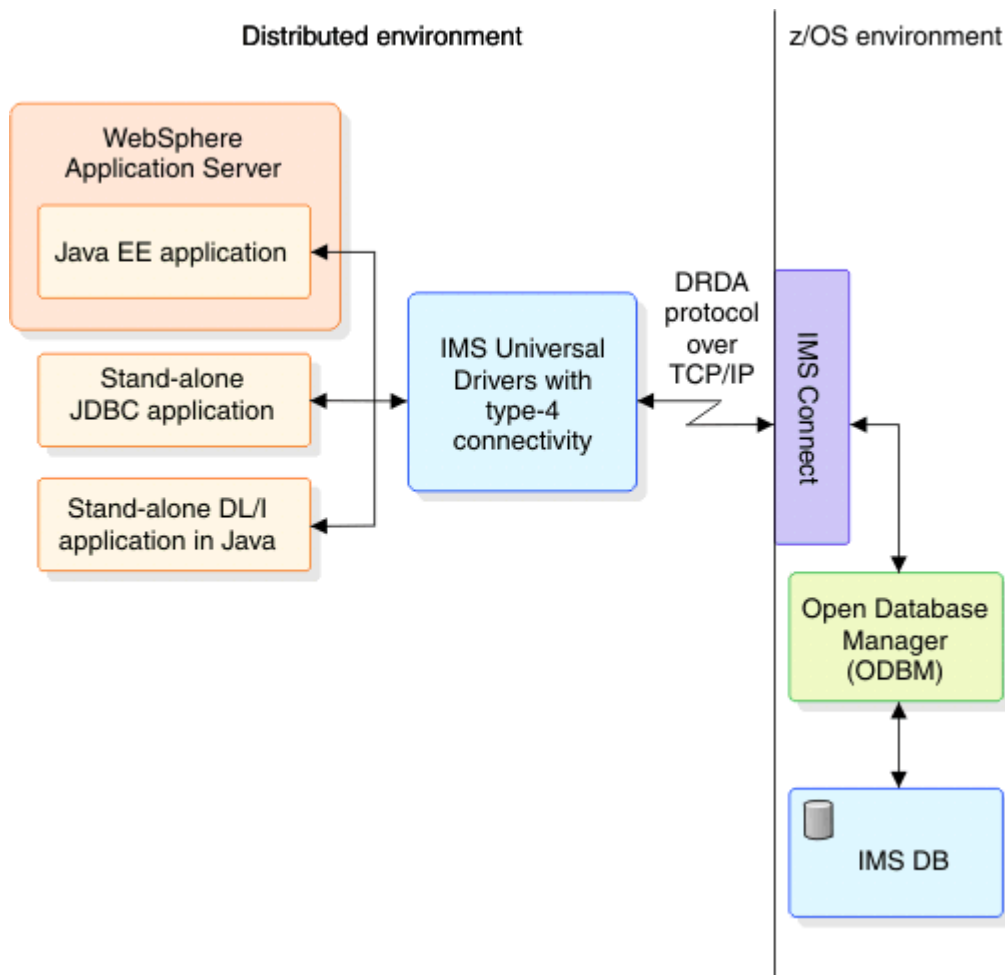 Distributed environment
z/OS environment
WebSphere
Application Server
Java EE application
Stand-alone
JDBC application
Stand-alone DL/I
application in Java
IMS Universal
Drivers with
type-4
connectivity
DRDA
protocol
over
TCP/IP
IMS Connect
Open Database
Manager
(ODBM)
IMS DB